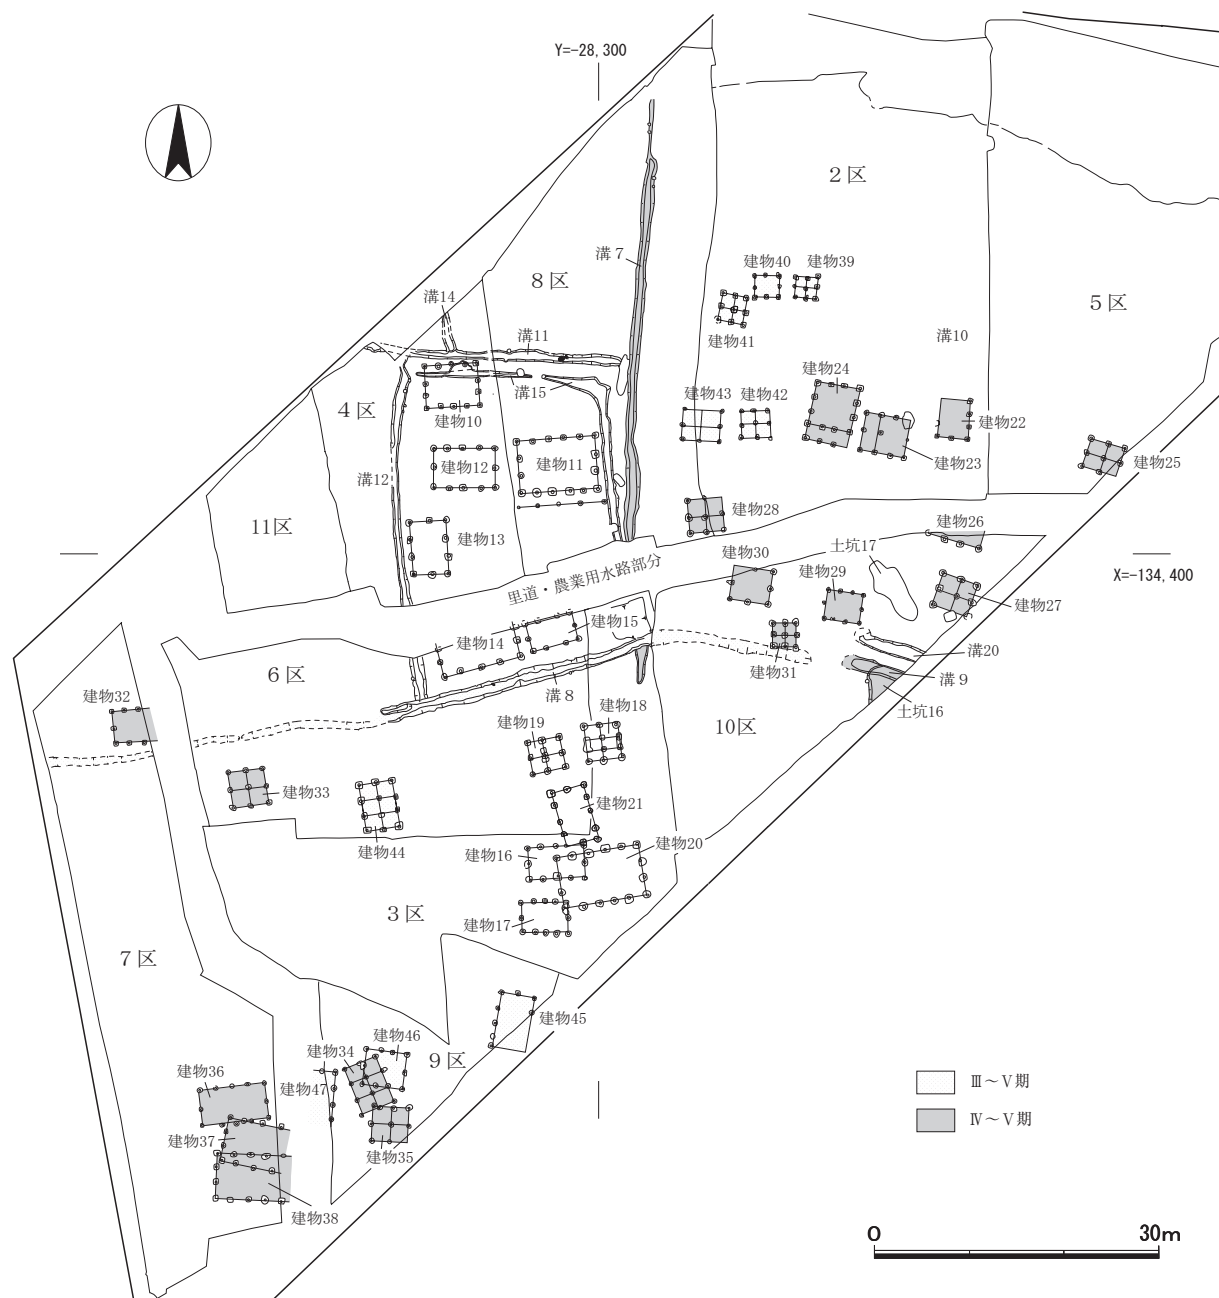 Y=-28,300
2区
溝7
建物40
建物39
8区
溝14
5区
溝11
建物41
溝10
建物24
溝15
建物43
建物42
4区
建物10
建物22
建物12
建物11
建物23
建物25
溝12
建物28
11区
建物26
建物13
土坑17
建物30
X=-134,400
里道・農業用水路部分
建物29
建物27
建物15
建物14
溝20
6区
建物31
溝9
建物32
溝8
土坑16
建物18
建物19
10区
建物33
建物21
建物44
建物16
建物20
3区
建物17
7区
建物45
建物46
建物34
9区
建物36
建物47
Ⅲ～Ⅴ期
Ⅳ～Ⅴ期
建物37
建物35
建物38
0
30m